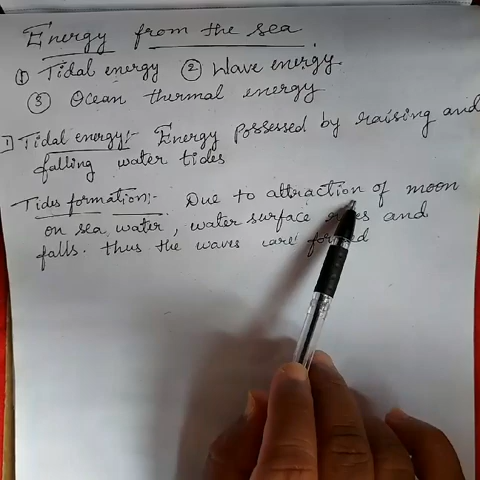 Energy from the sea.
① Tidal energy ② Wave energy
③ Ocean thermal energy
1) Tidal energy:- Energy possessed by raising and
falling water tides
Tides formation:- Due to attraction of moon
on sea water, water surface and
falls. thus the waves are formed